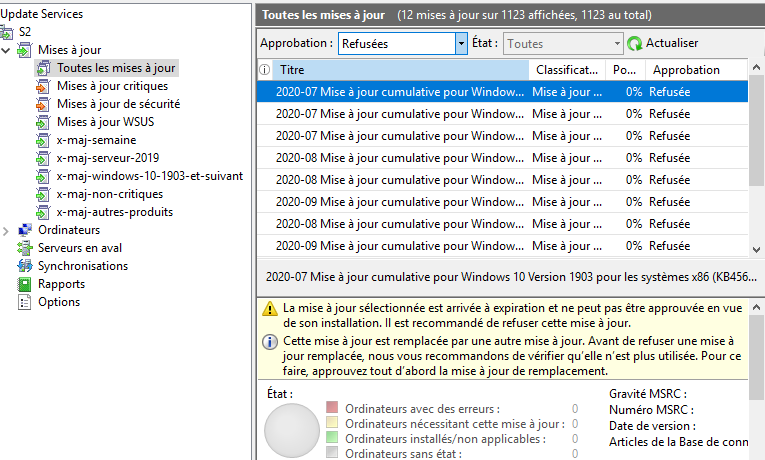 Update Services
S2
Mises à jour
Toutes les mises à jour
Mises à jour critiques
Mises à jour de sécurité
Mises à jour WSUS
x-maj-semaine
x-maj-serveur-2019
x-maj-windows-10-1903-et-suivant
x-maj-non-critiques
x-maj-autres-produits
Ordinateurs
Serveurs en aval
Synchronisations
Rapports
Options
Toutes les mises à jour (12 mises à jour sur 1123 affichées, 1123 au total)
Approbation : Refusées État : Toutes Actualiser
Titre Classificat... Po... Approbation
2020-07 Mise à jour cumulative pour Window... Mise à jour ... 0% Refusée
2020-07 Mise à jour cumulative pour Window... Mise à jour ... 0% Refusée
2020-07 Mise à jour cumulative pour Window... Mise à jour ... 0% Refusée
2020-08 Mise à jour cumulative pour Window... Mise à jour ... 0% Refusée
2020-08 Mise à jour cumulative pour Window... Mise à jour ... 0% Refusée
2020-09 Mise à jour cumulative pour Window... Mise à jour ... 0% Refusée
2020-08 Mise à jour cumulative pour Window... Mise à jour ... 0% Refusée
2020-09 Mise à jour cumulative pour Window... Mise à jour ... 0% Refusée
2020-07 Mise à jour cumulative pour Windows 10 Version 1903 pour les systèmes x86 (KB456...
La mise à jour sélectionnée est arrivée à expiration et ne peut pas être approuvée en vue
de son installation. Il est recommandé de refuser cette mise à jour.
Cette mise à jour est remplacée par une autre mise à jour. Avant de refuser une mise à
jour remplacée, nous vous recommandons de vérifier qu'elle n'est plus utilisée. Pour ce
faire, approuvez tout d'abord la mise à jour de remplacement.
État :
Ordinateurs avec des erreurs : 0
Ordinateurs nécessitant cette mise à jour : 0
Ordinateurs installés/non applicables : 0
Ordinateurs sans état : 0
Gravité MSRC :
Numéro MSRC :
Date de version :
Articles de la Base de conn